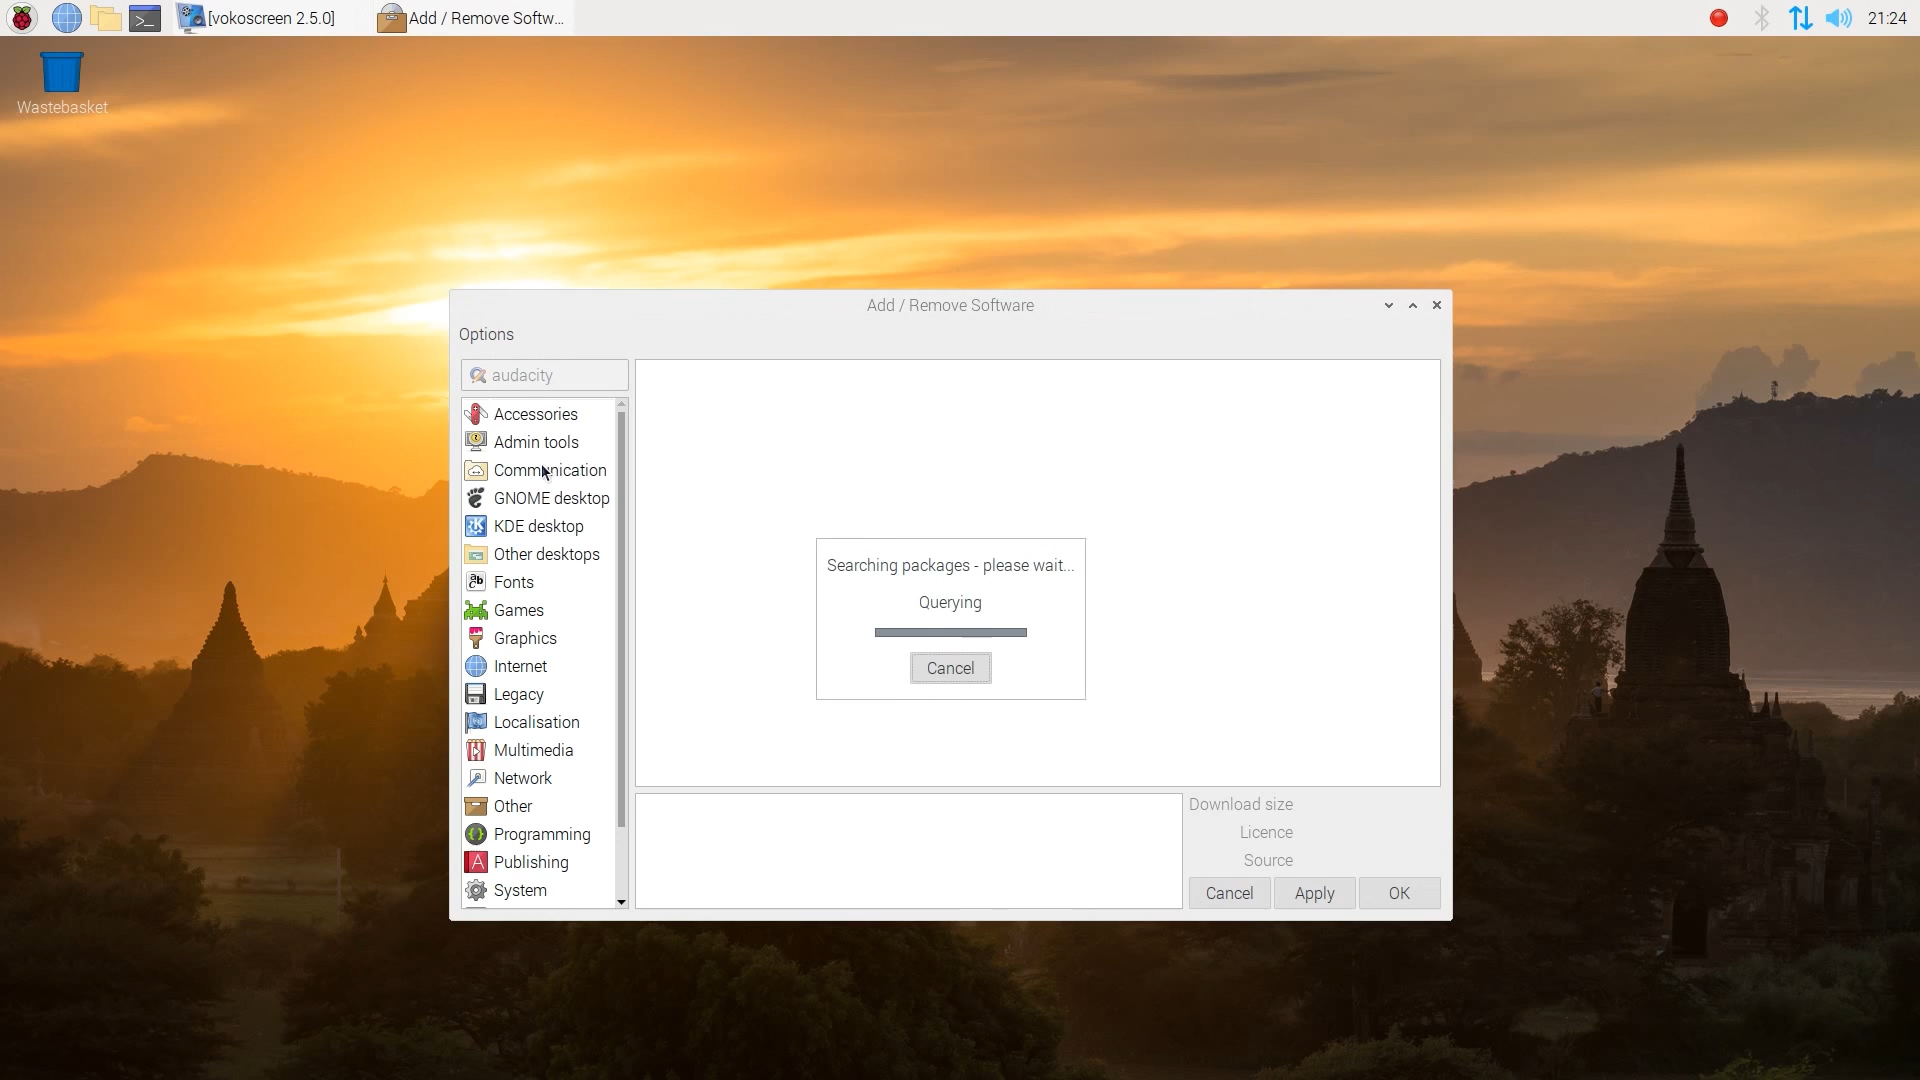 [vokoscreen 2.5.0]
Add / Remove Softw...
21:24
Wastebasket
Add / Remove Software
Options
audacity
Accessories
Admin tools
Communication
GNOME desktop
KDE desktop
Other desktops
Fonts
Games
Graphics
Internet
Legacy
Localisation
Multimedia
Network
Other
Programming
Publishing
System
Searching packages - please wait...
Querying
Cancel
Download size
Licence
Source
Cancel
Apply
OK